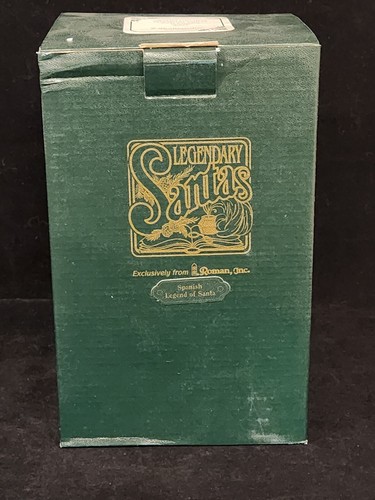 LEGENDARY
Santas
Exclusively from Roman, Inc.
Spanish
Legend of Santa